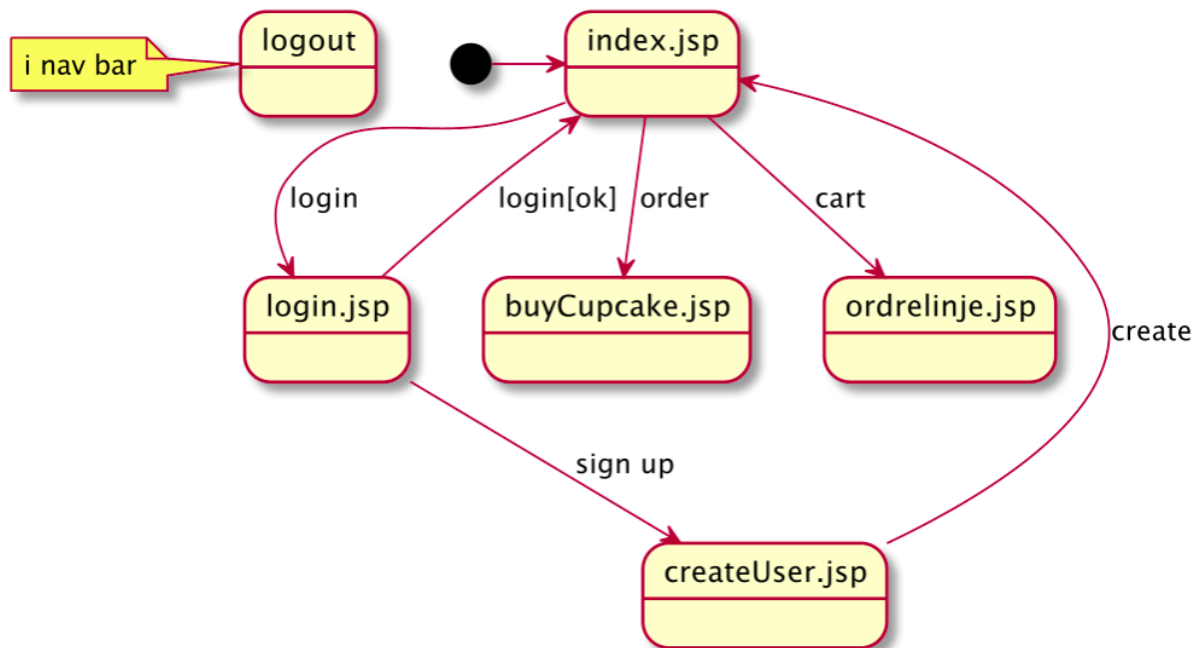 i nav bar
logout
index.jsp
login
login[ok]
order
cart
login.jsp
buyCupcake.jsp
ordrelinje.jsp
create
sign up
createUser.jsp